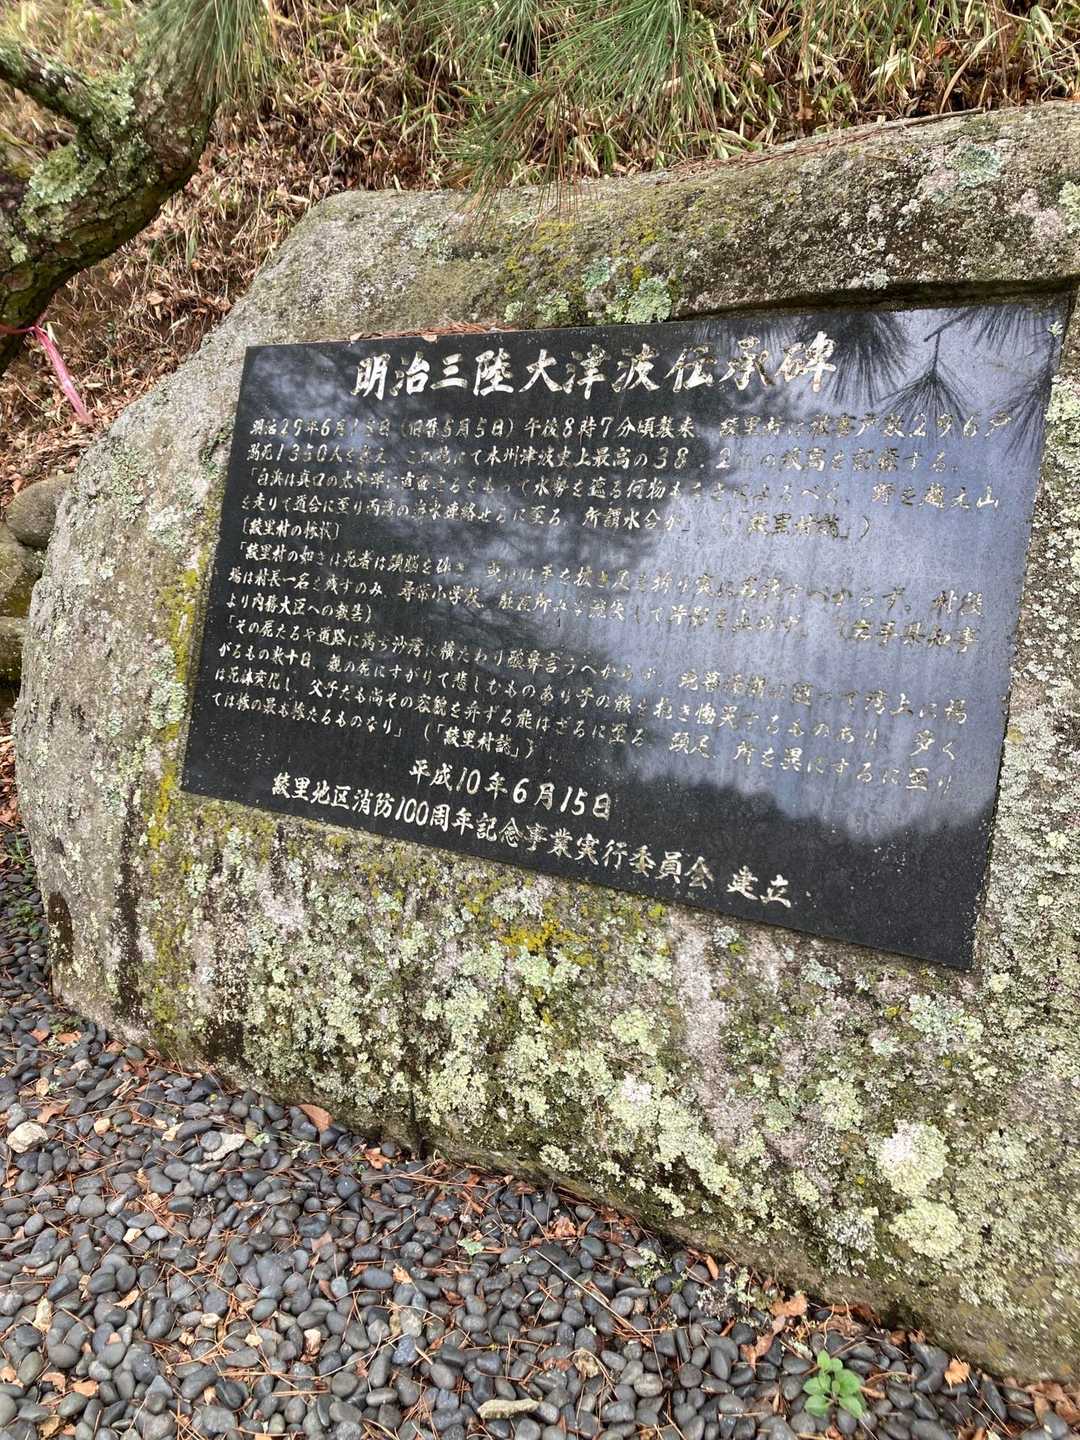 明治三陸大津波伝承碑
明治29年6月15日(旧暦5月5日)午後8時7分頃襲来、綾里村は被害戸数296戸
溺死1350人を数え、この地にて本州津波史上最高の38.2mの波高を記録する。
「白浜は真口の太平洋に直面するをもって水勢を遮る何物もなき 野を越え山
を走りて道合に至り両湾の海水連絡せるに至る。所謂水合か」(「綾里村誌」)
〔綾里村の惨状〕
「綾里村の如きは死者は頭脳を砕き、或いは手を抜き足を折り実に名状すべからず。村役
場は村長一名を残すのみ、尋常小学校、駐在所みな流失して片影を止めず。(岩手県知事
より内務大臣への報告)
「その屍たるや道路に満ち沙湾に横たわり酸鼻言うべからず。晩暮帰潮に随って湾上に揚
がるもの数十日、親の屍にすがりて悲しむものあり子の骸を抱き慟哭するものあり、多く
は死体変化し、父子だも尚その容貌を弁ずる能はざるに至る 頭足、所を異にするに至り
ては惨の最も惨たるものなり」(「綾里村誌」)
平成10年6月15日
綾里地区消防100周年記念事業実行委員会 建立